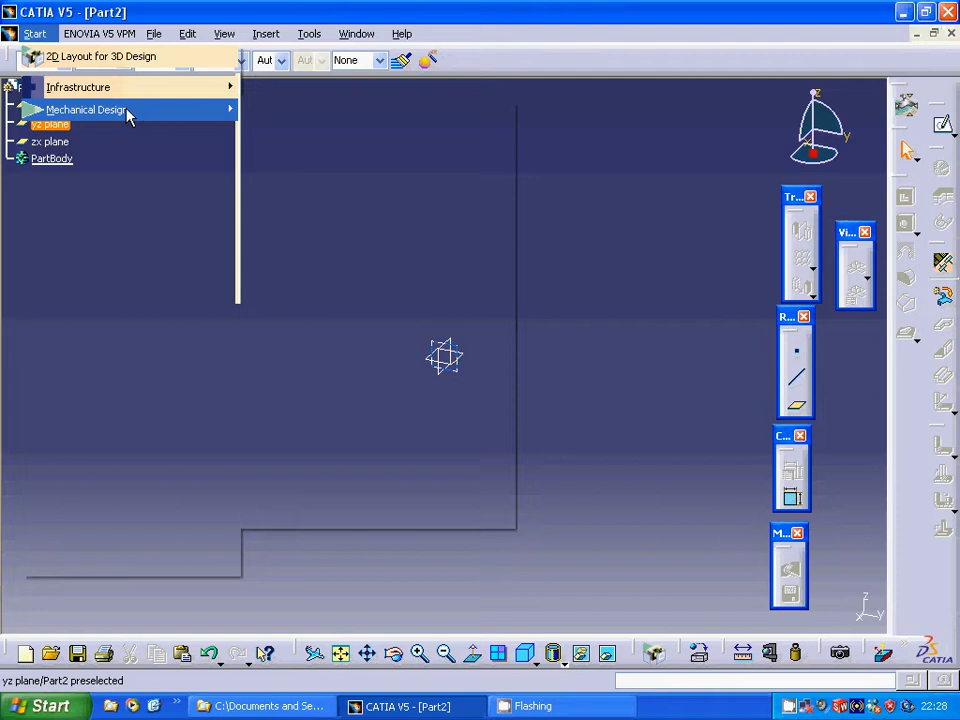 CATIA V5 - [Part2]
Start ENOVIA V5 VPM File Edit View Insert Tools Window Help
2D Layout for 3D Design
Aut Aut None
Infrastructure
Mechanical Design
yz plane
zx plane
PartBody
z
y
x
Tr...
Vi...
R...
C...
M...
z
x y
CATIA
yz plane/Part2 preselected
Start C:\Documents and Se... CATIA V5 - [Part2] Flashing 22:28